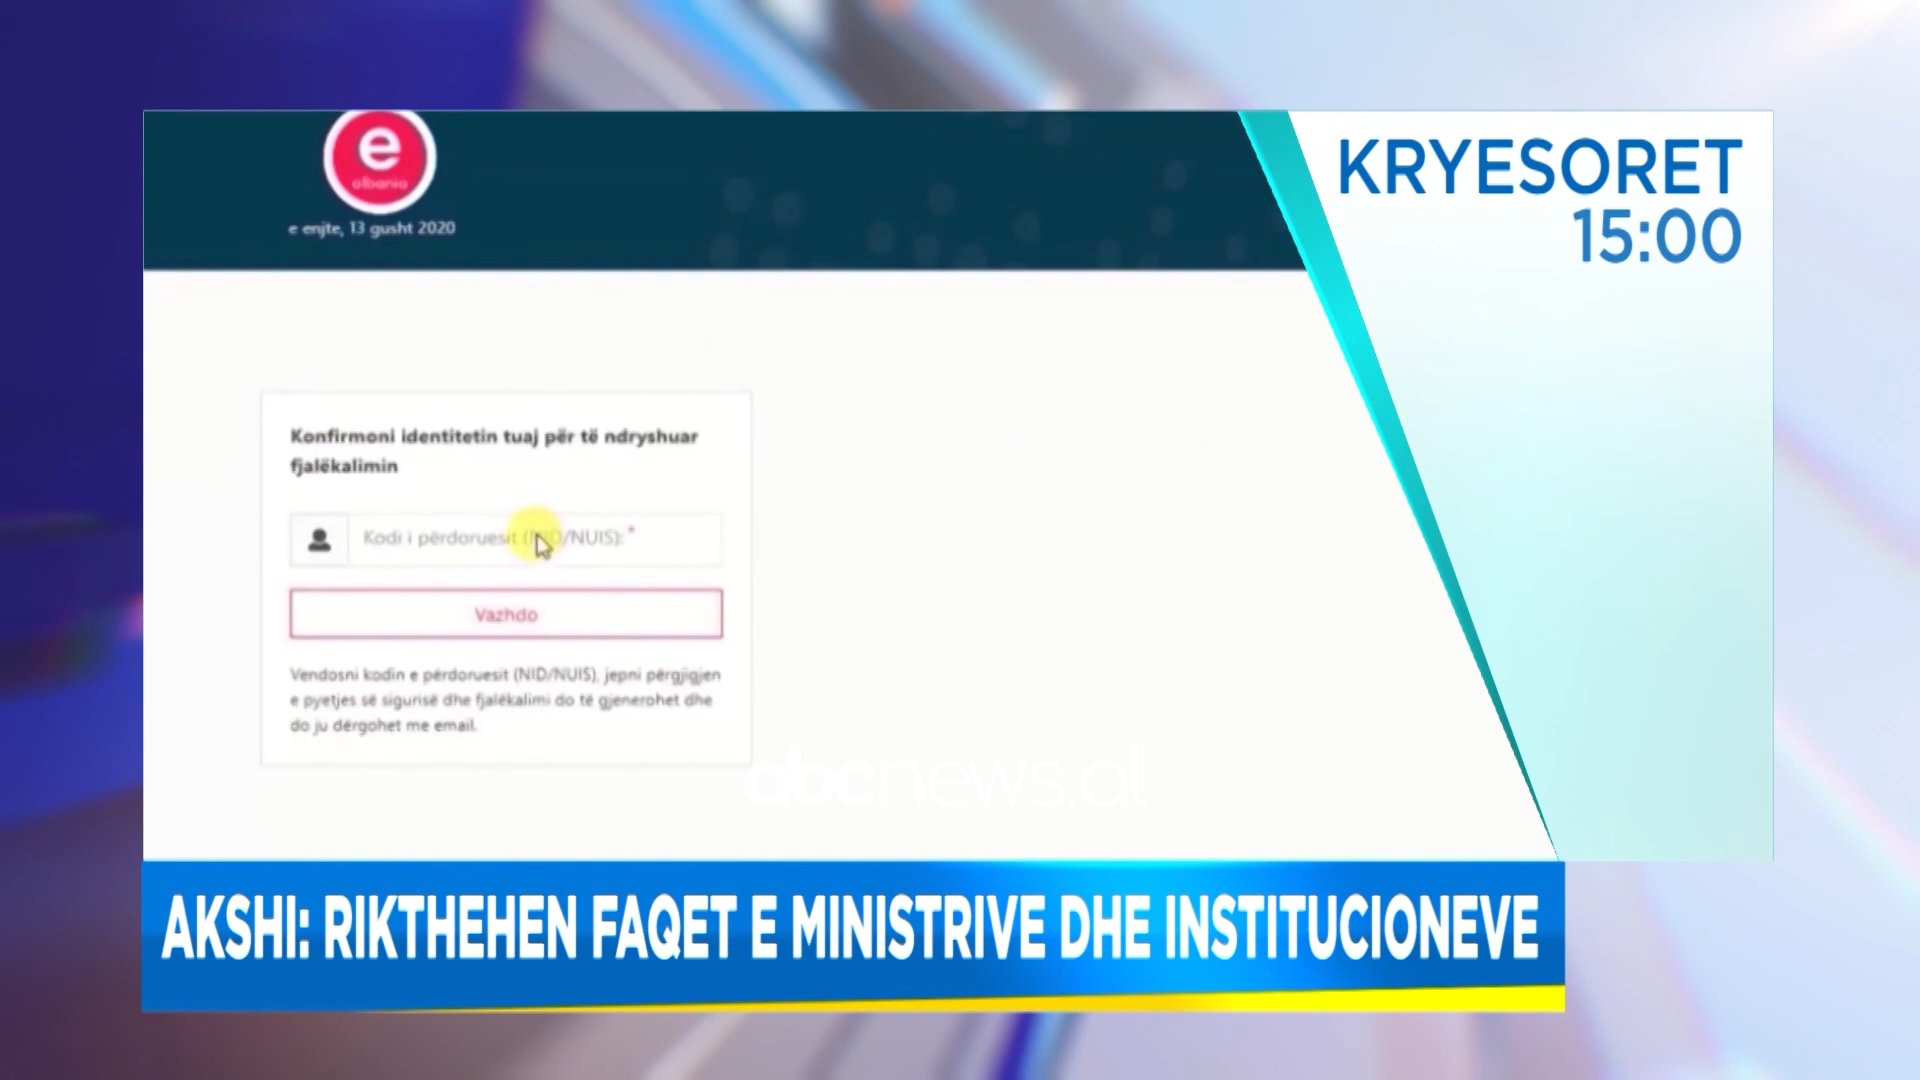 KRYESORET
15:00
e
albania
e enjte, 13 gusht 2020
Konfirmoni identitetin tuaj për të ndryshuar
fjalëkalimin
Kodi i përdoruesit (NID/NUIS): *
Vazhdo
Vendosni kodin e përdoruesit (NID/NUIS), jepni përgjigjen
e pyetjes së sigurisë dhe fjalëkalimi do të gjenerohet dhe
do ju dërgohet me email.
abcnews.al
AKSHI: RIKTHEHEN FAQET E MINISTRIVE DHE INSTITUCIONEVE